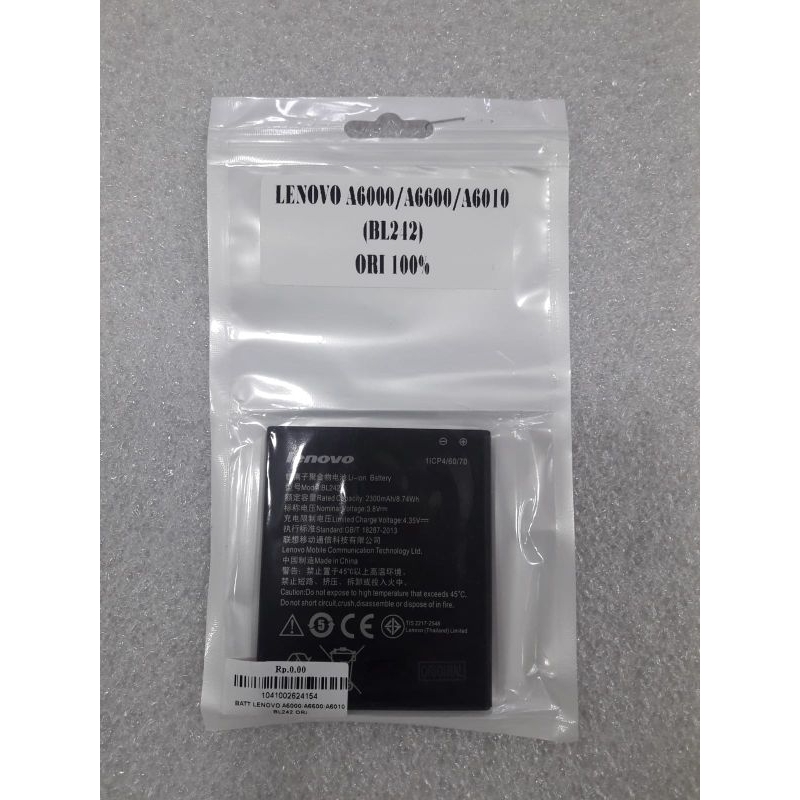 LENOVO A6000/A6600/A6010
(BL242)
ORI 100%
lenovo
1ICP4/60/70
离子聚合物电池 Li-on Battery
型号Model:BL242
额定容量Rated Capacity: 2300mAh/8.74Wh
标称电压Nominal Voltage:3.8V
充电限制电压Limited Charge Voltage:4.35V
执行标准Standard:GB/T 18287-2013
联想移动通信科技有限公司
Lenovo Mobile Communication Technology Ltd.
中国制造Made in China
警告：禁止置于45℃以上高温环境。
禁止短路、挤压、拆卸或投入火中。
Caution:Do not expose to high temperature that exceeds 45°C.
Do not short circuit,crush,disassemble or dispose of in fire.
5
CE
TIS 2217-2548
Lenovo (Thailand) Limited
ORIGINAL
Rp.0.00
1041002624154
BATT LENOVO A6000 A6600 A6010
BL242 ORI